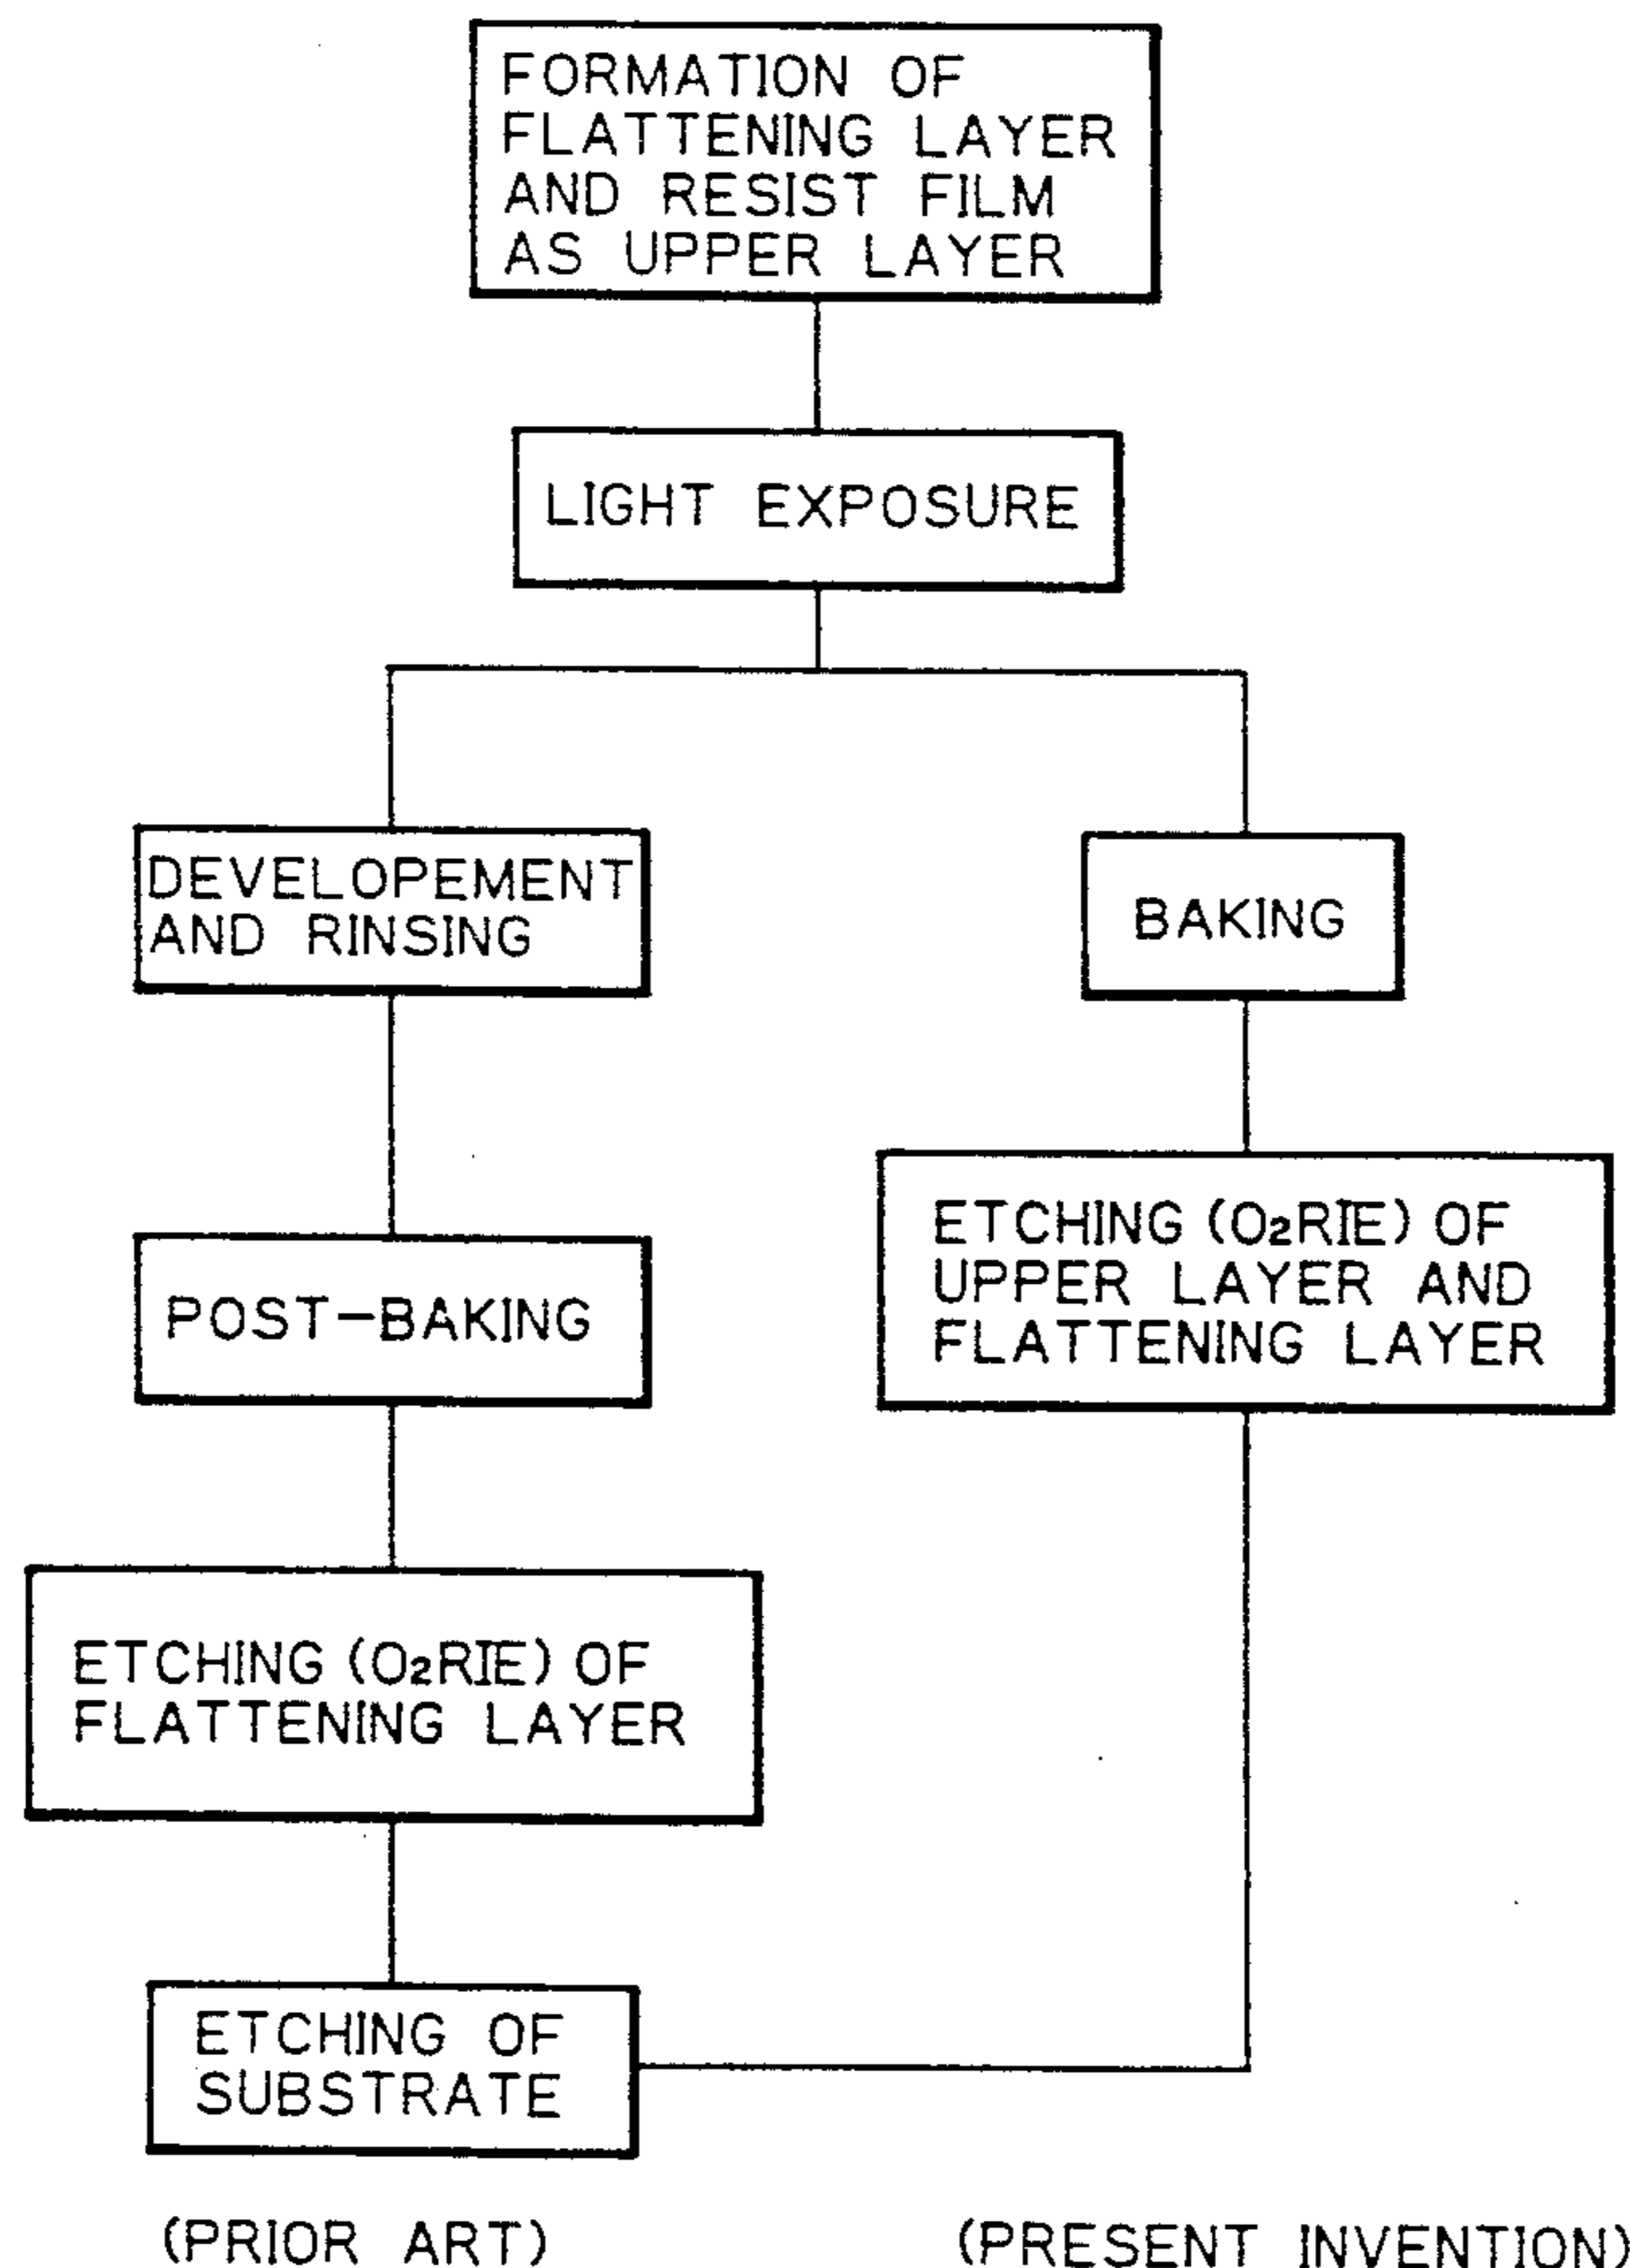 FORMATION OF
FLATTENING LAYER
AND RESIST FILM
AS UPPER LAYER
LIGHT EXPOSURE
DEVELOPEMENT
AND RINSING
POST-BAKING
ETCHING (O₂RIE) OF
FLATTENING LAYER
BAKING
ETCHING (O₂RIE) OF
UPPER LAYER AND
FLATTENING LAYER
ETCHING OF
SUBSTRATE
(PRIOR ART)
(PRESENT INVENTION)